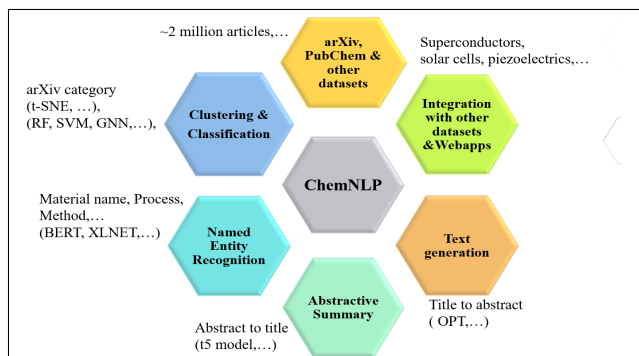 ~2 million articles,…
arXiv,
PubChem &
other
datasets
Superconductors,
solar cells, piezoelectrics,…
arXiv category
(t-SNE, …),
(RF, SVM, GNN,…),
Clustering &
Classification
Integration
with other
datasets
&Webapps
ChemNLP
Material name, Process,
Method,…
(BERT, XLNET,…)
Named
Entity
Recognition
Text
generation
Abstractive
Summary
Title to abstract
( OPT,…)
Abstract to title
(t5 model,…)